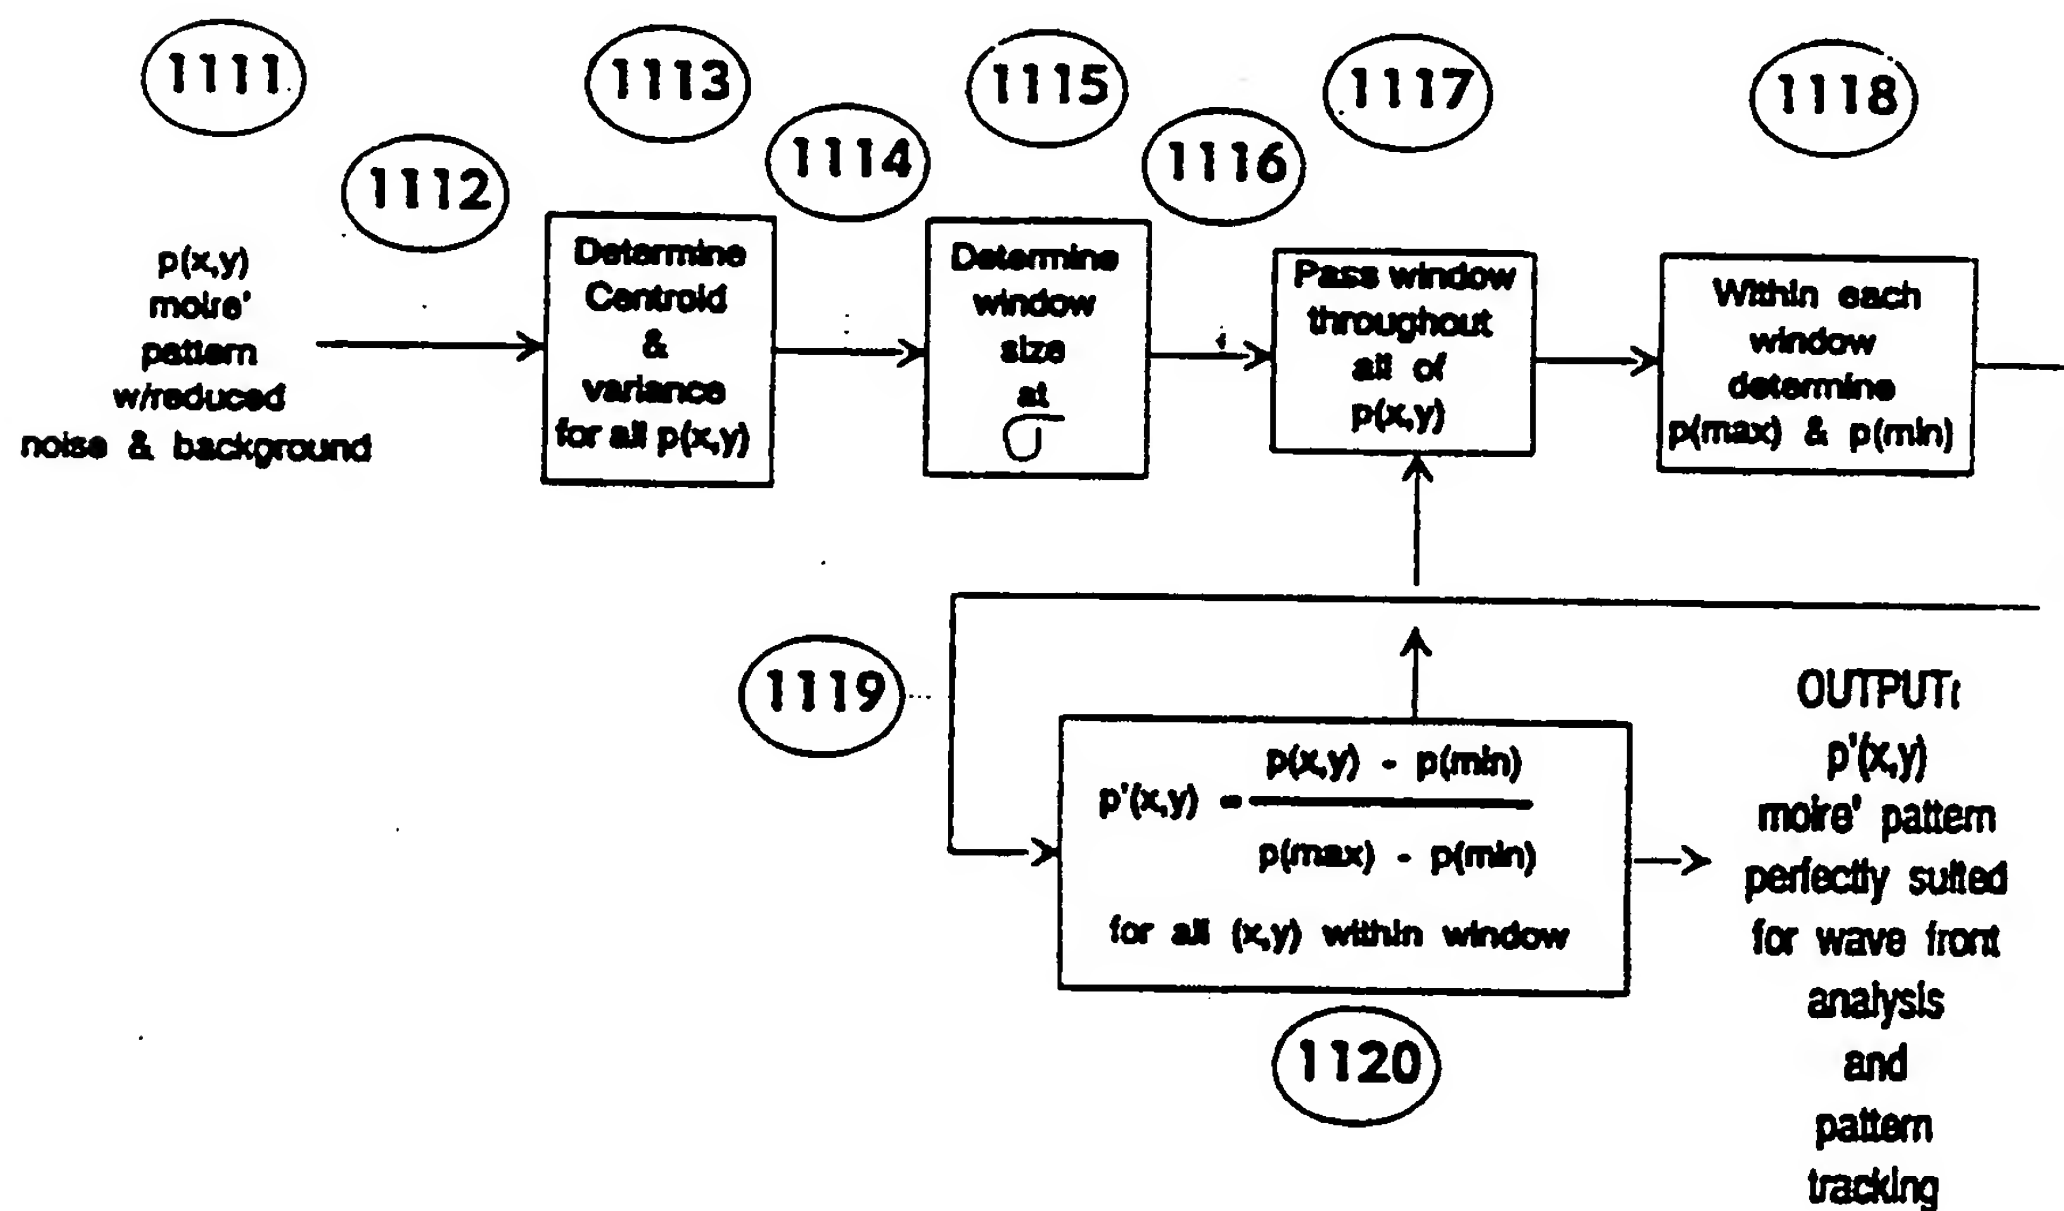 1111
1113
1115
1117
1118
1112
1114
1116
p(x,y)
moire'
pattern
w/reduced
noise & background
Determine
Centroid
&
variance
for all p(x,y)
Determine
window
size
at
σ
Pass window
throughout
all of
p(x,y)
Within each
window
determine
p(max) & p(min)
1119
p'(x,y) = p(x,y) - p(min)
p(max) - p(min)
for all (x,y) within window
1120
OUTPUT:
p'(x,y)
moire' pattern
perfectly suited
for wave front
analysis
and
pattern
tracking